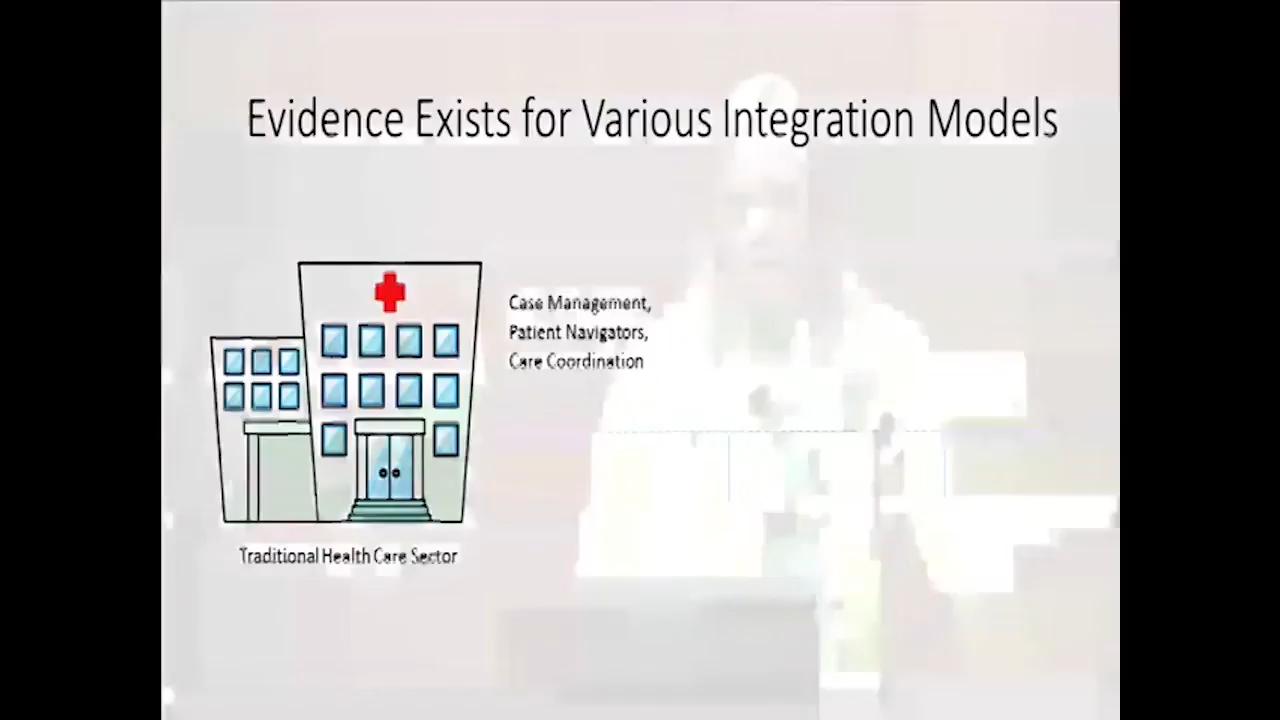 Evidence Exists for Various Integration Models
Case Management,
Patient Navigators,
Care Coordination
Traditional Health Care Sector